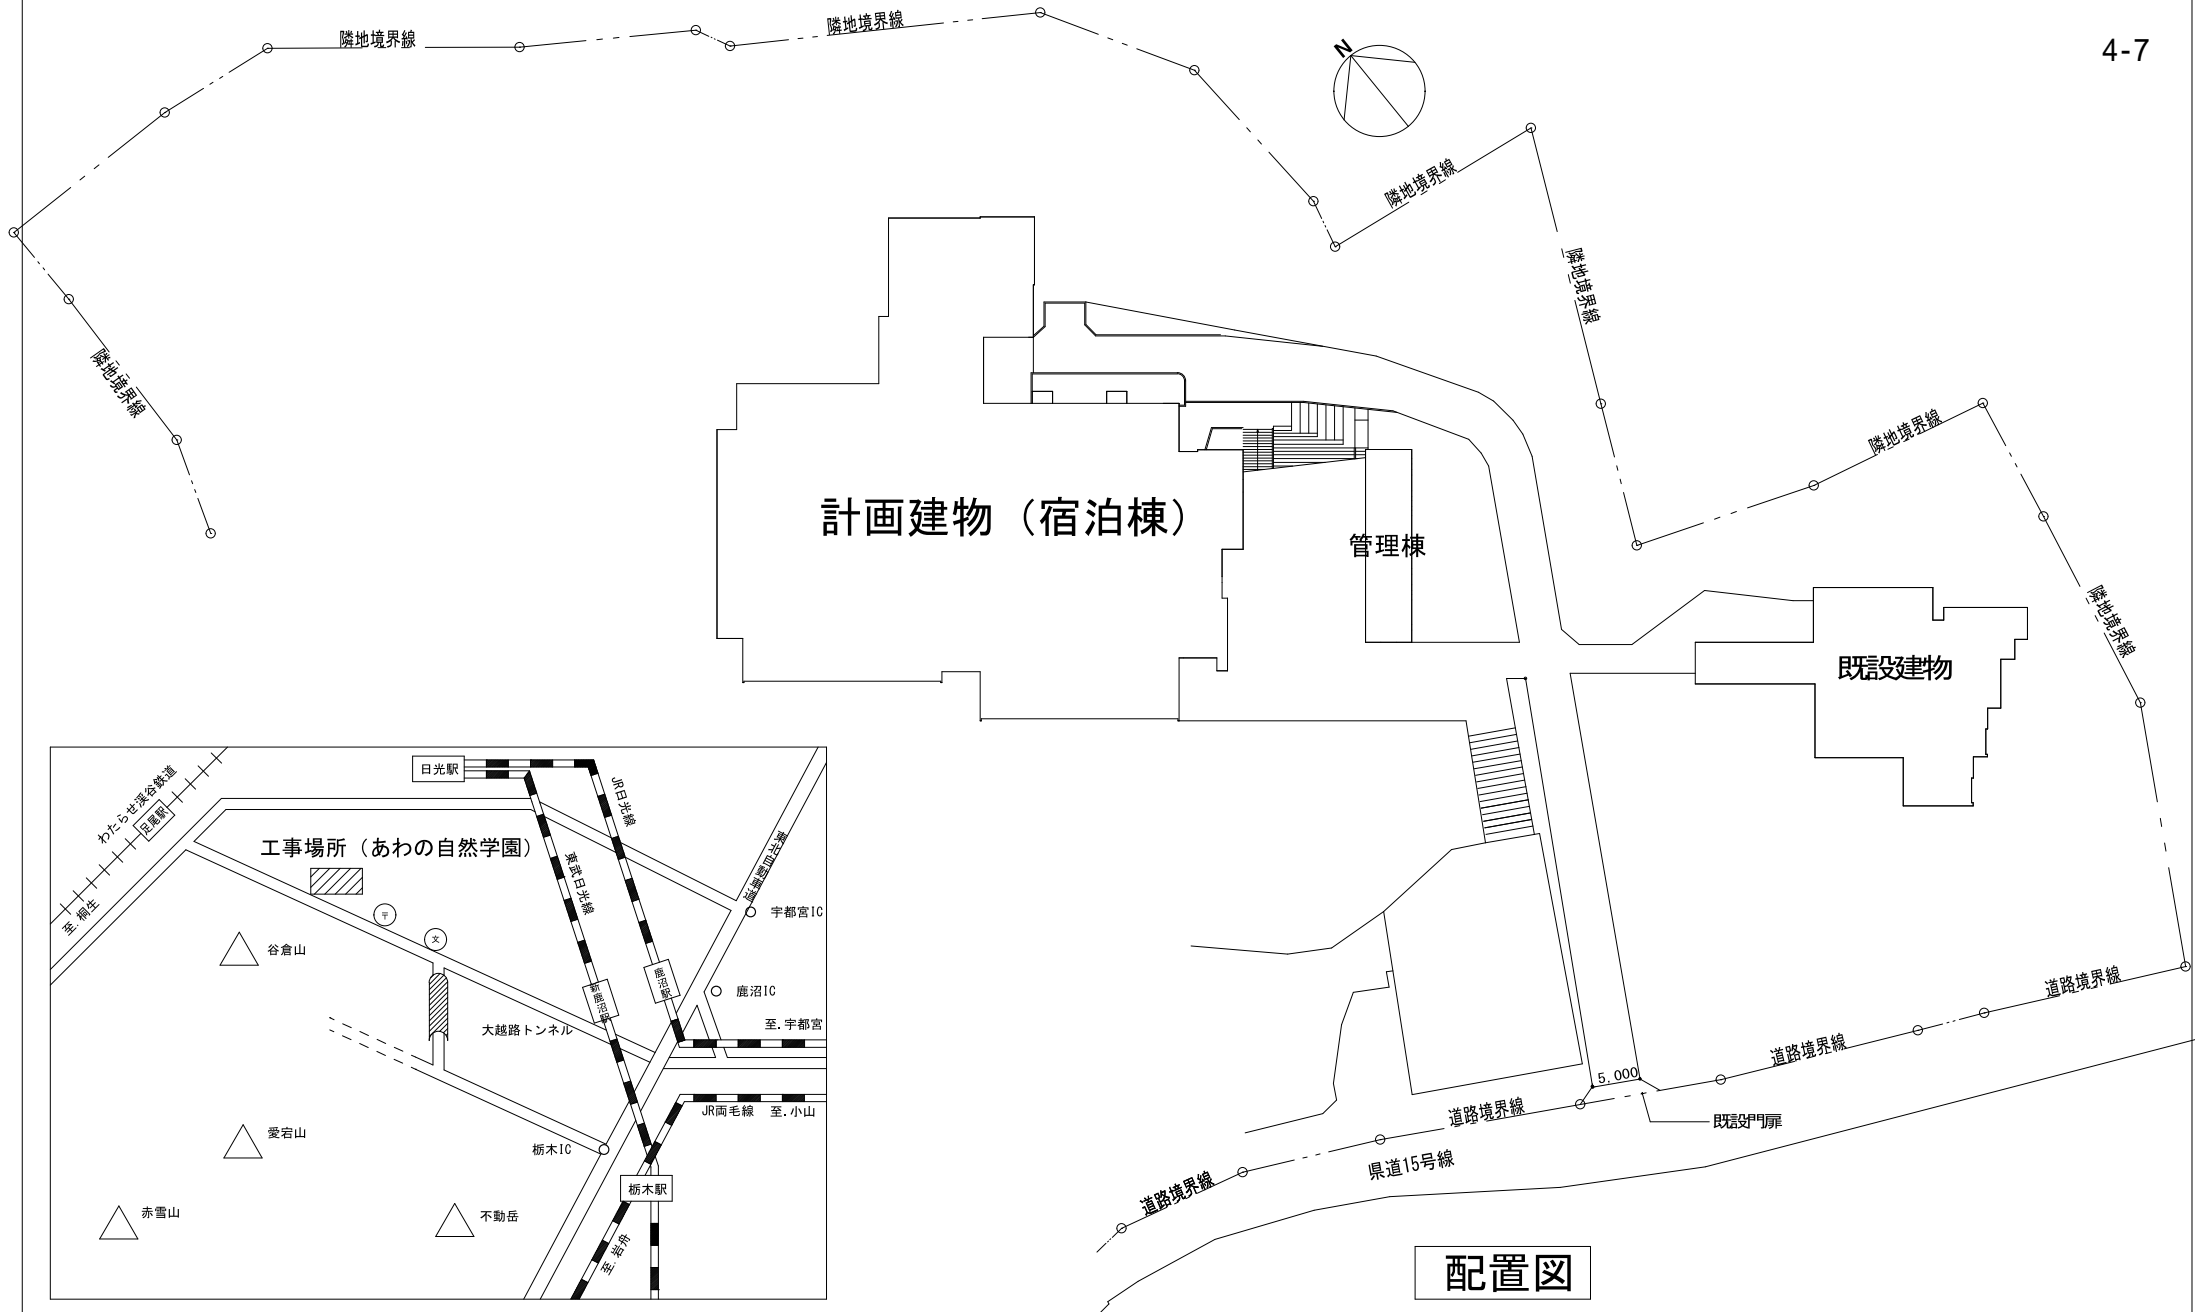 隣地境界線
隣地境界線
N
4-7
隣地境界線
隣地境界線
隣地境界線
隣地境界線
隣地境界線
計画建物（宿泊棟）
管理棟
既設建物
道路境界線
道路境界線
5.000
道路境界線
既設門扉
県道15号線
道路境界線
配置図
日光駅
わたらせ渓谷鉄道
足尾駅
JR日光線
工事場所（あわの自然学園）
東武日光線
東北自動車道
至.桐生
〒
文
宇都宮IC
谷倉山
鹿沼駅
新鹿沼駅
鹿沼IC
大越路トンネル
至.宇都宮
JR両毛線
至.小山
愛宕山
栃木IC
栃木駅
赤雪山
不動岳
至.岩舟